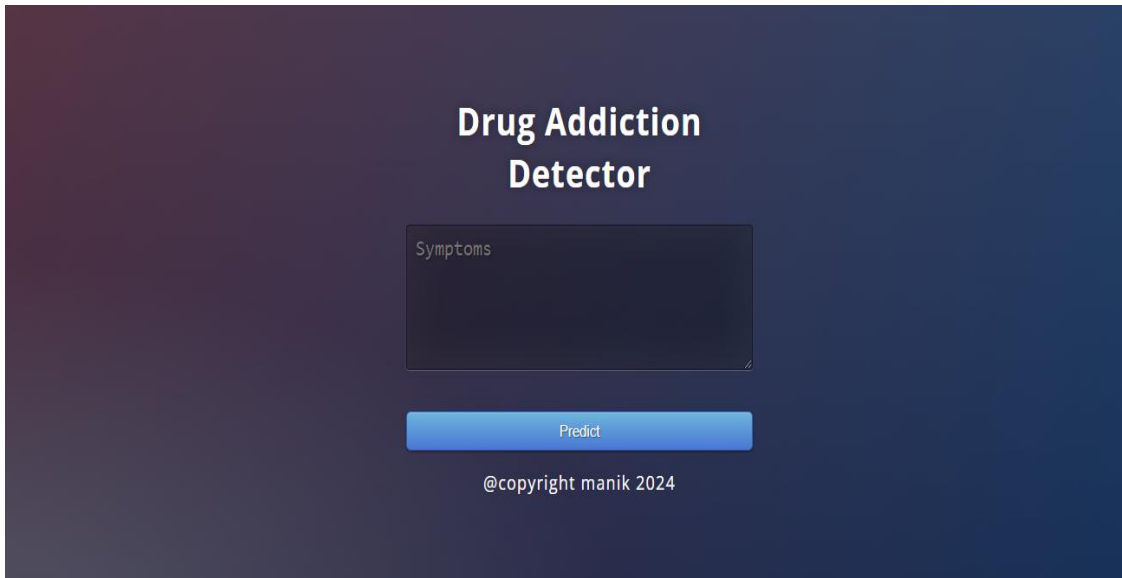 Drug Addiction
Detector
Symptoms
Predict
@copyright manik 2024